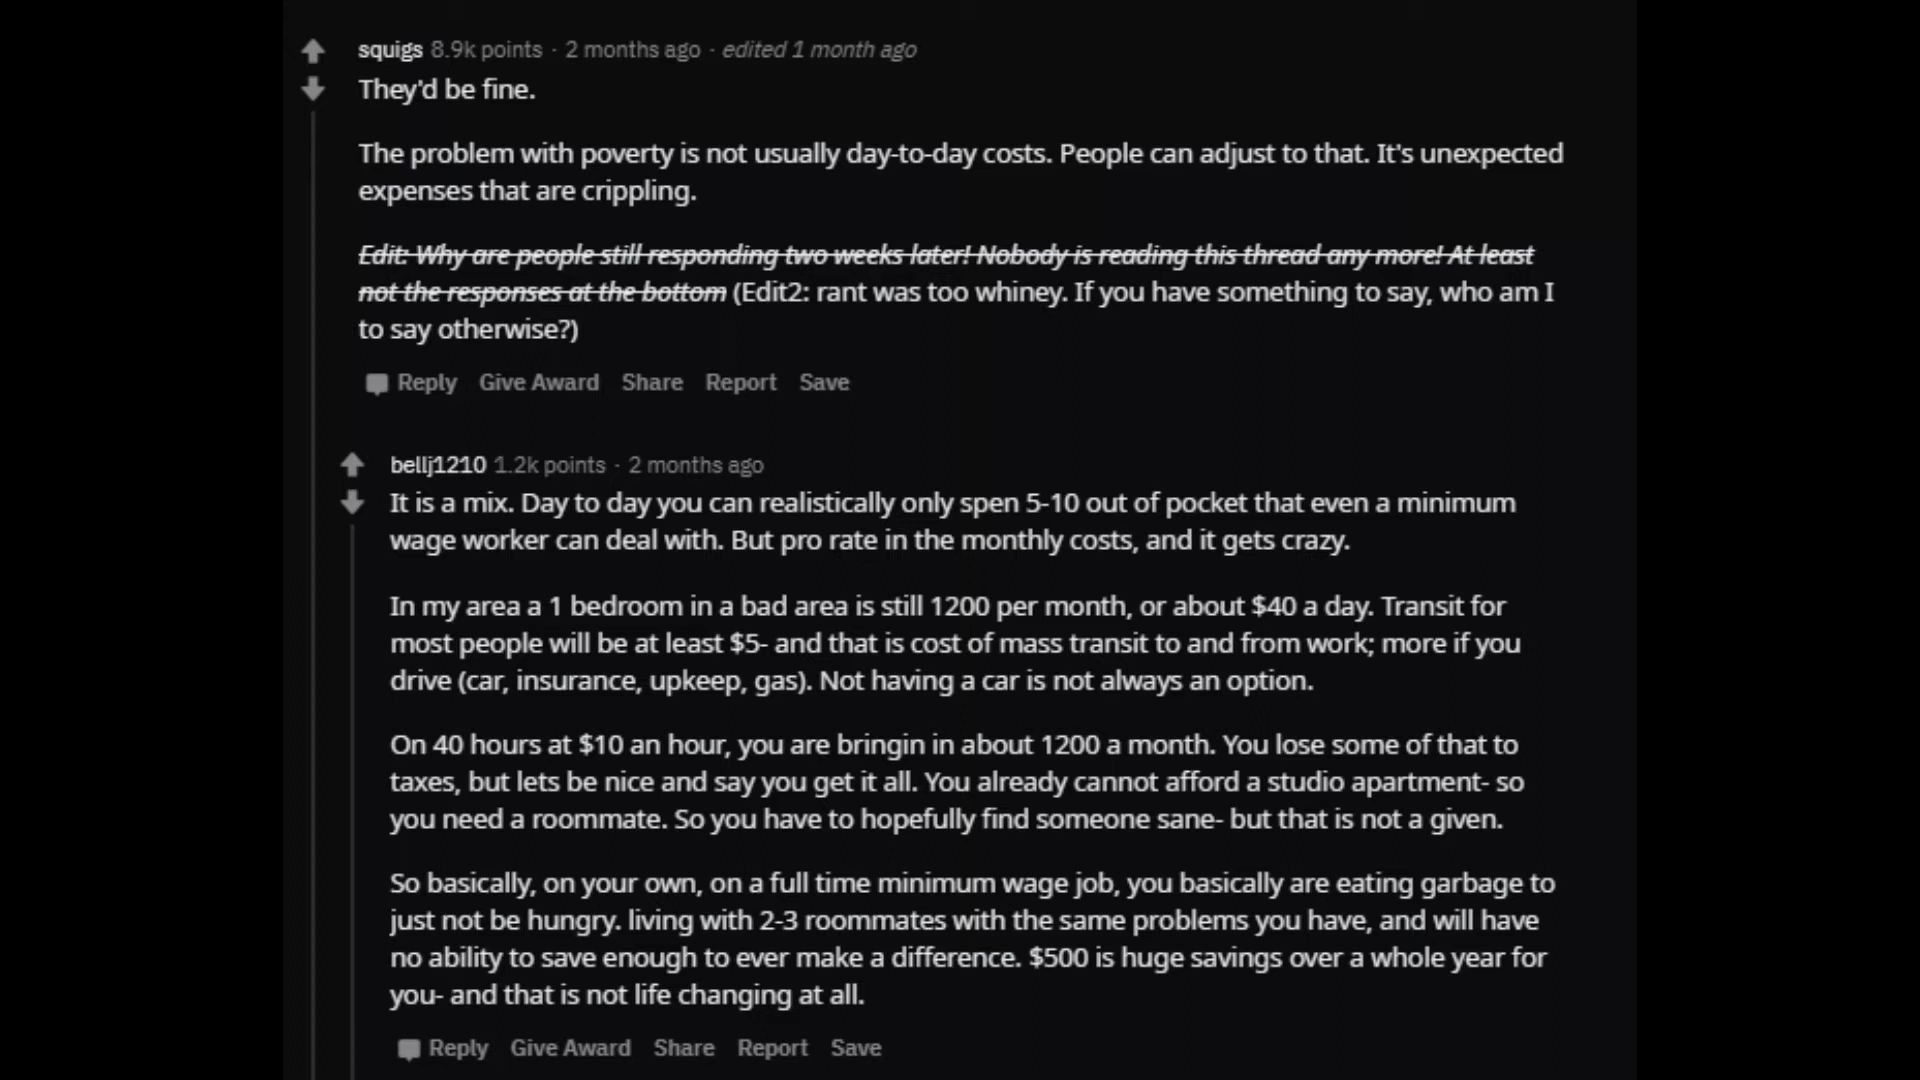 squigs 8.9k points · 2 months ago · edited 1 month ago
They'd be fine.
The problem with poverty is not usually day-to-day costs. People can adjust to that. It's unexpected
expenses that are crippling.
Edit: Why are people still responding two weeks later! Nobody is reading this thread any more! At least
not the responses at the bottom (Edit2: rant was too whiney. If you have something to say, who am I
to say otherwise?)
Reply Give Award Share Report Save
bellj1210 1.2k points · 2 months ago
It is a mix. Day to day you can realistically only spen 5-10 out of pocket that even a minimum
wage worker can deal with. But pro rate in the monthly costs, and it gets crazy.
In my area a 1 bedroom in a bad area is still 1200 per month, or about $40 a day. Transit for
most people will be at least $5- and that is cost of mass transit to and from work; more if you
drive (car, insurance, upkeep, gas). Not having a car is not always an option.
On 40 hours at $10 an hour, you are bringin in about 1200 a month. You lose some of that to
taxes, but lets be nice and say you get it all. You already cannot afford a studio apartment- so
you need a roommate. So you have to hopefully find someone sane- but that is not a given.
So basically, on your own, on a full time minimum wage job, you basically are eating garbage to
just not be hungry. living with 2-3 roommates with the same problems you have, and will have
no ability to save enough to ever make a difference. $500 is huge savings over a whole year for
you- and that is not life changing at all.
Reply Give Award Share Report Save